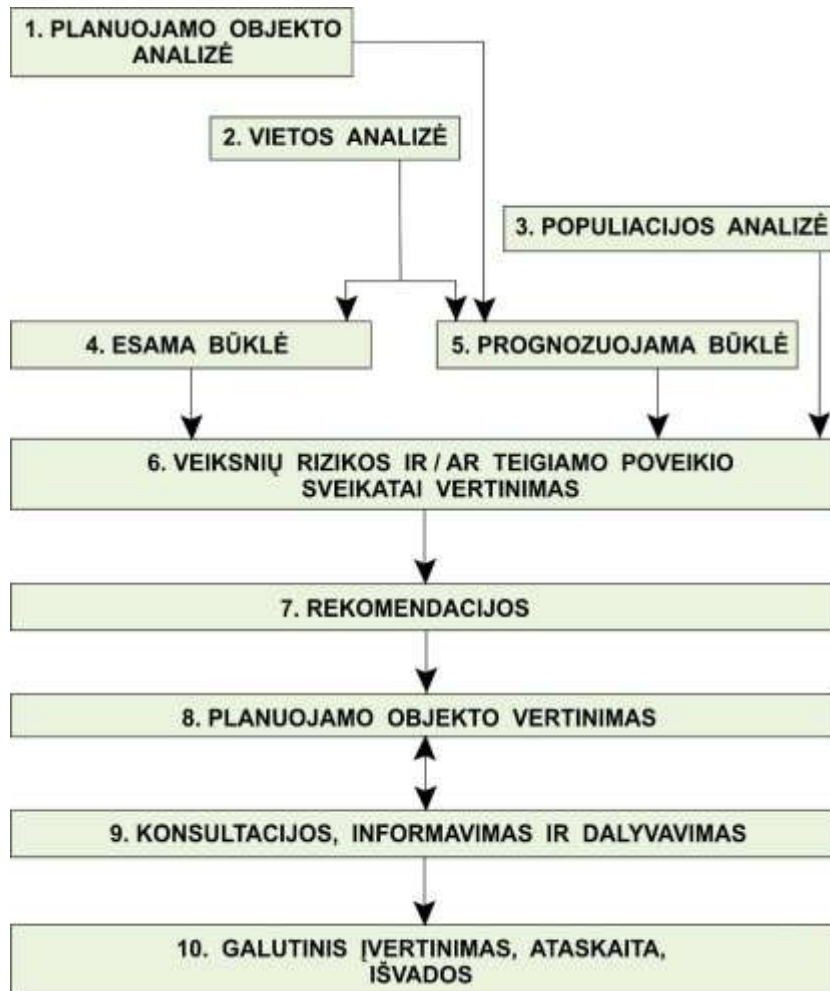 1. PLANUOJAMO OBJEKTO
ANALIZĖ
2. VIETOS ANALIZĖ
3. POPULIACIJOS ANALIZĖ
4. ESAMA BŪKLĖ
5. PROGNOZUOJAMA BŪKLĖ
6. VEIKSNIŲ RIZIKOS IR / AR TEIGIAMO POVEIKIO
SVEIKATAI VERTINIMAS
7. REKOMENDACIJOS
8. PLANUOJAMO OBJEKTO VERTINIMAS
9. KONSULTACIJOS, INFORMAVIMAS IR DALYVAVIMAS
10. GALUTINIS ĮVERTINIMAS, ATASKAITA,
IŠVADOS